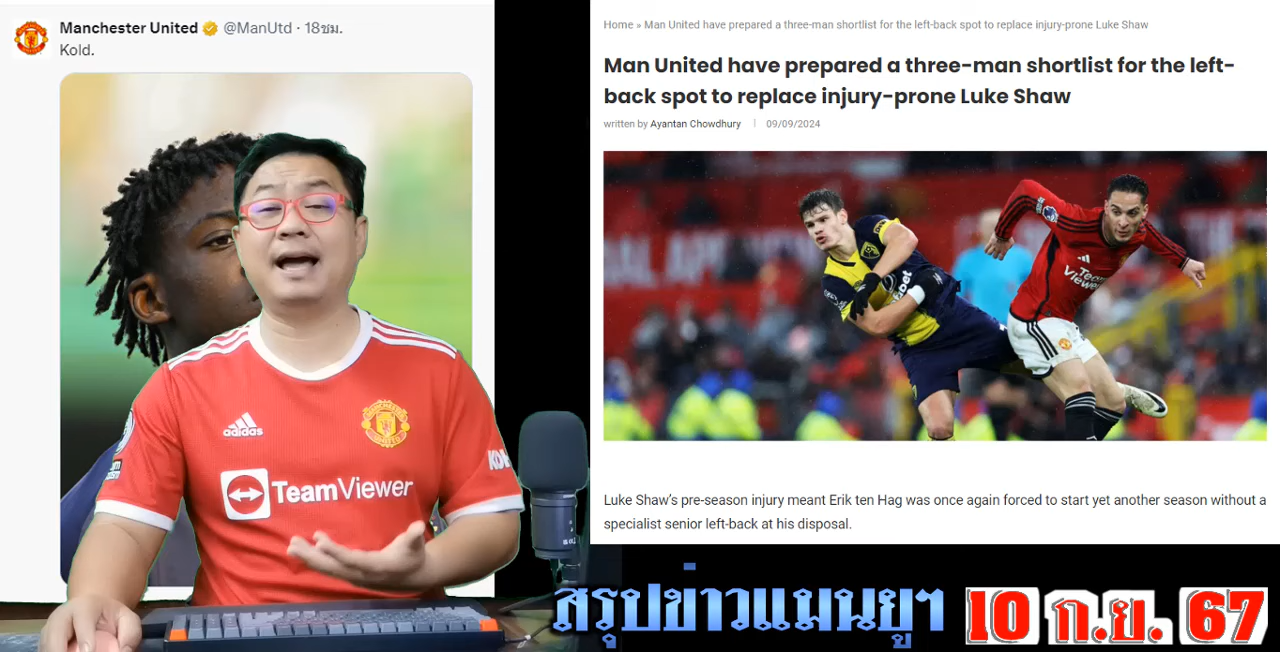 Manchester United @ManUtd · 18ชม.
Kold.
Home » Man United have prepared a three-man shortlist for the left-back spot to replace injury-prone Luke Shaw
Man United have prepared a three-man shortlist for the left-
back spot to replace injury-prone Luke Shaw
written by Ayantan Chowdhury | 09/09/2024
Team
Viewer
adidas
TeamViewer
Luke Shaw's pre-season injury meant Erik ten Hag was once again forced to start yet another season without a
specialist senior left-back at his disposal.
สรุปข่าวแมนยูฯ 10 ก.ย. 67